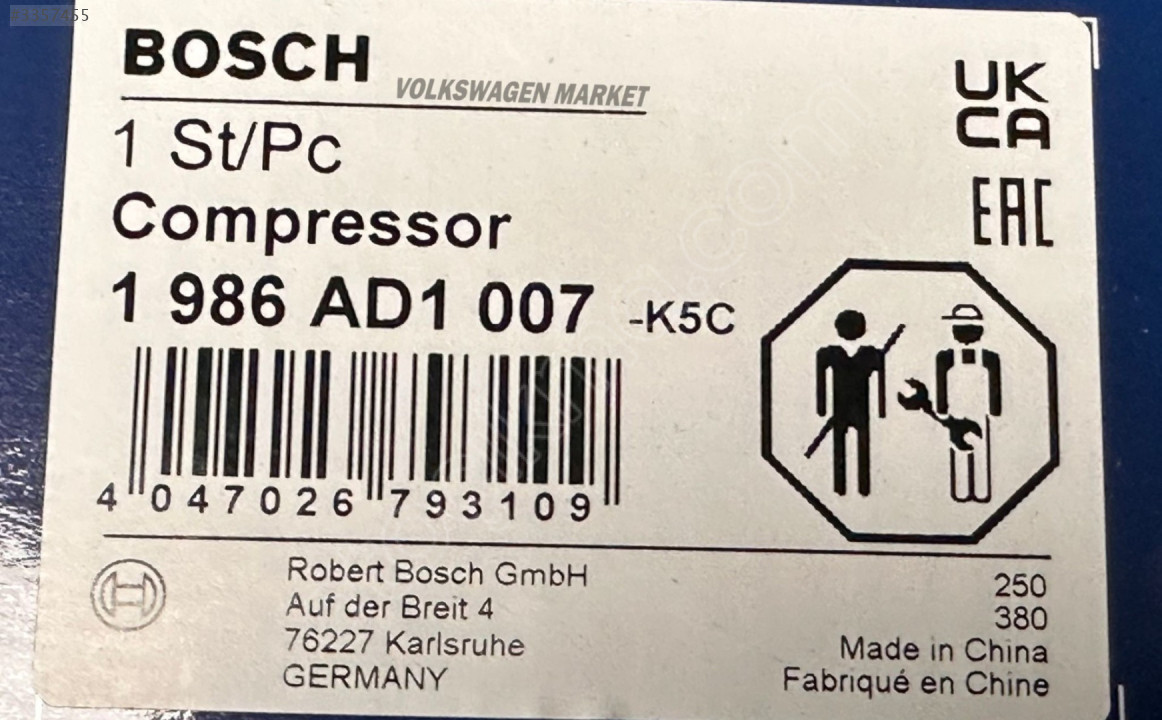 BOSCH
VOLKSWAGEN MARKET
UK
CA
1 St/Pc
EAC
Compressor
1 986 AD1 007 -K5C
4 047026 793109
Robert Bosch GmbH
Auf der Breit 4
76227 Karlsruhe
GERMANY
250
380
Made in China
Fabriqué en Chine